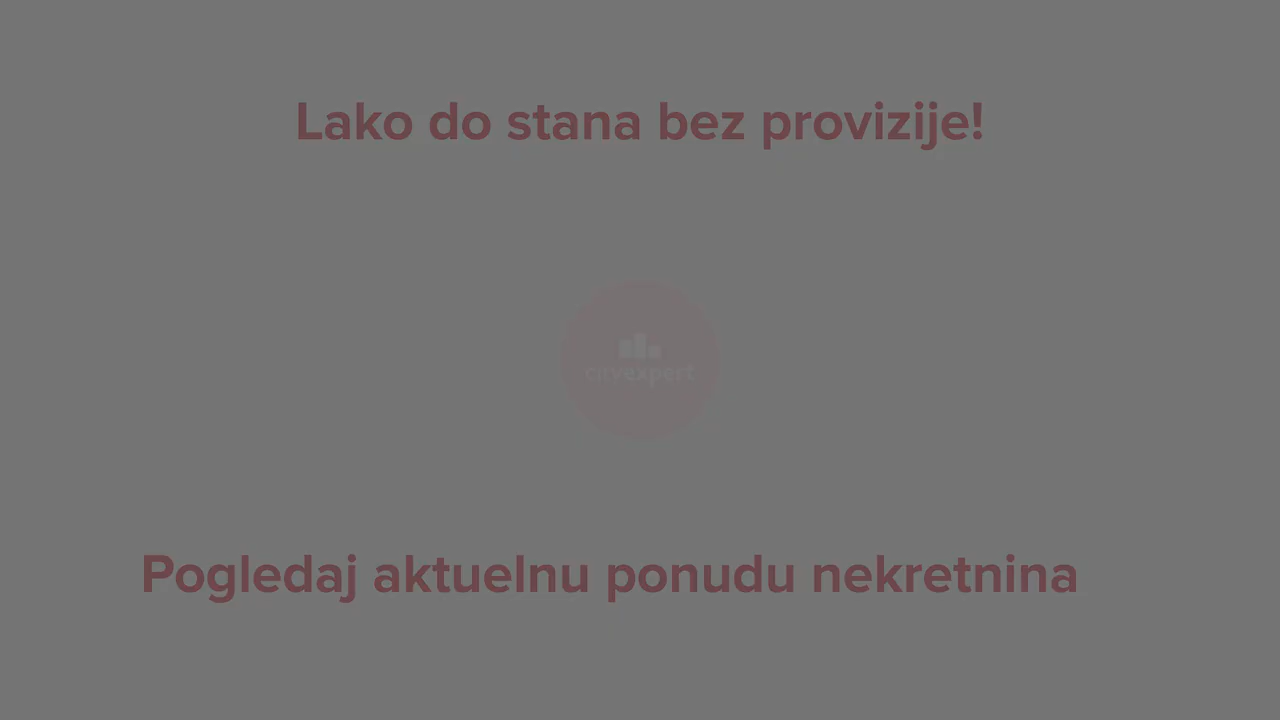 Lako do stana bez provizije!
cityexpert
Pogledaj aktuelnu ponudu nekretnina